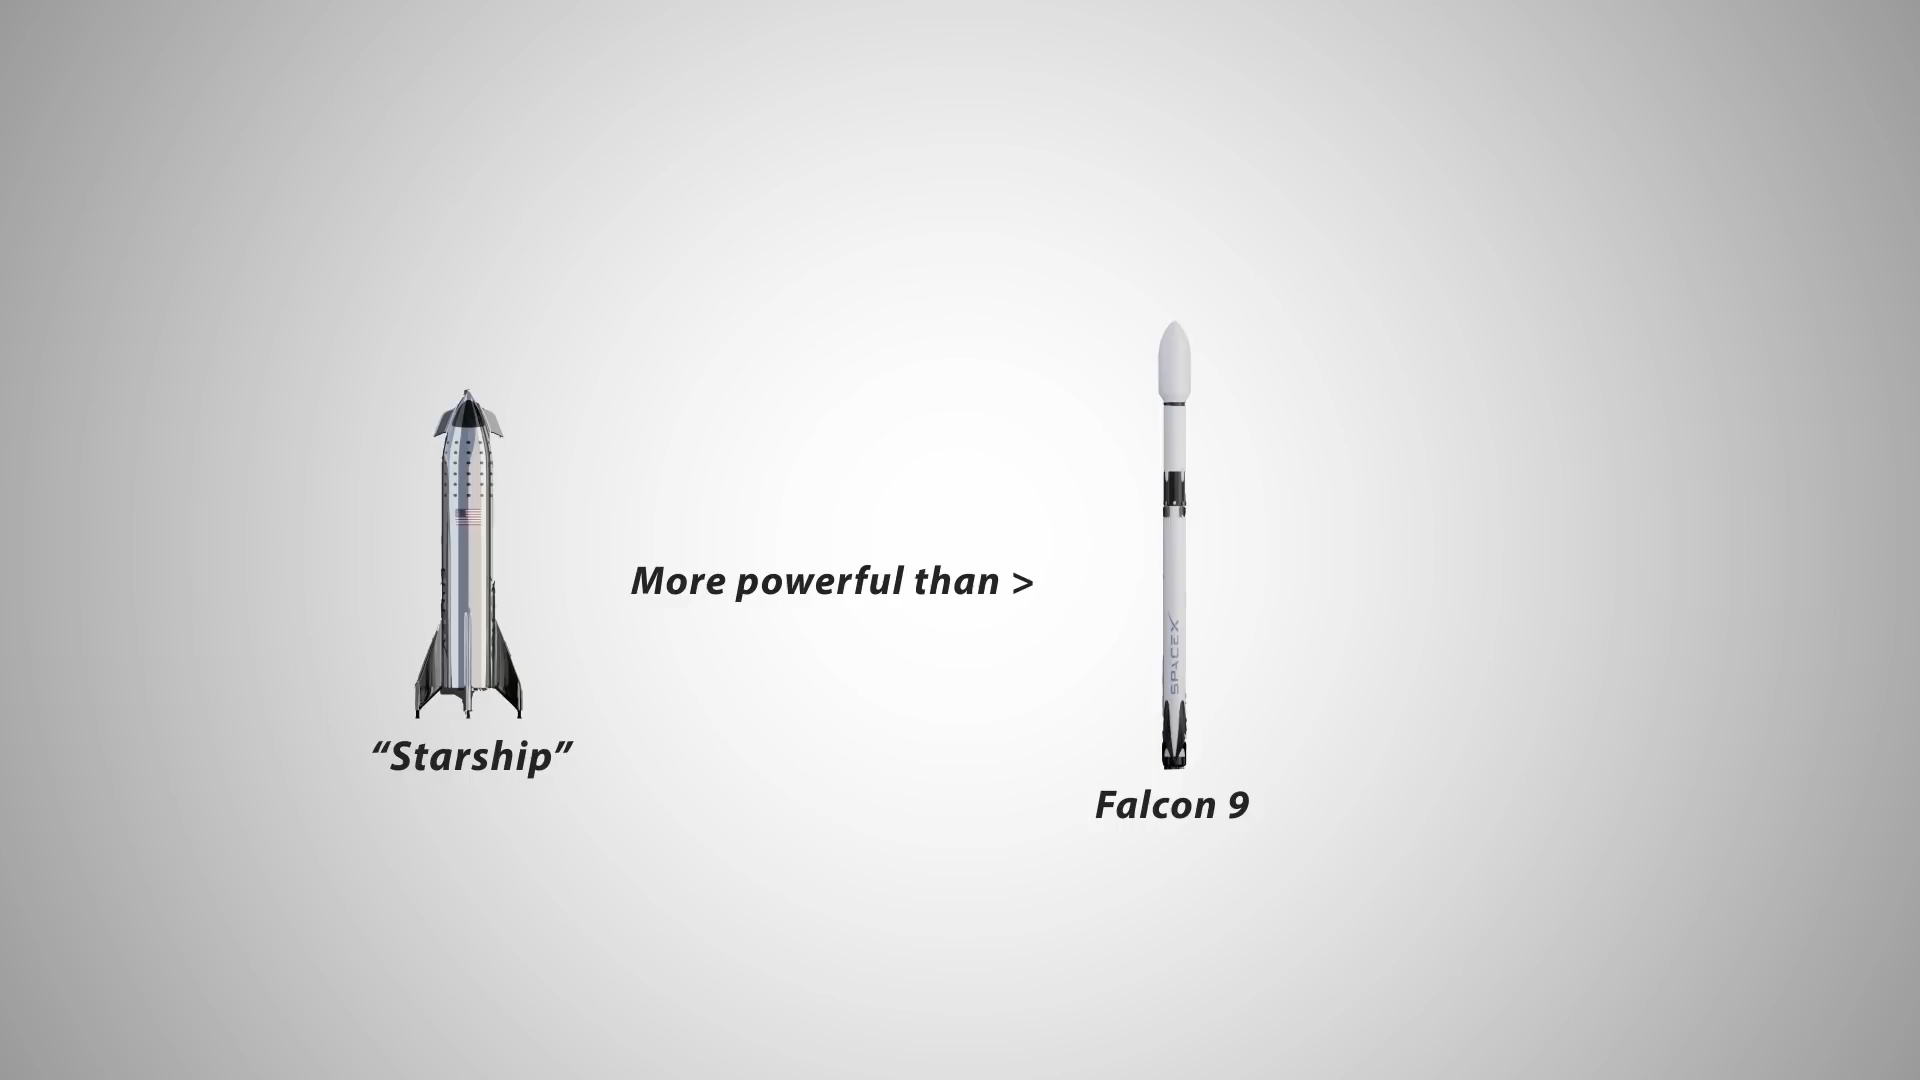 More powerful than >
SPACEX
“Starship”
Falcon 9